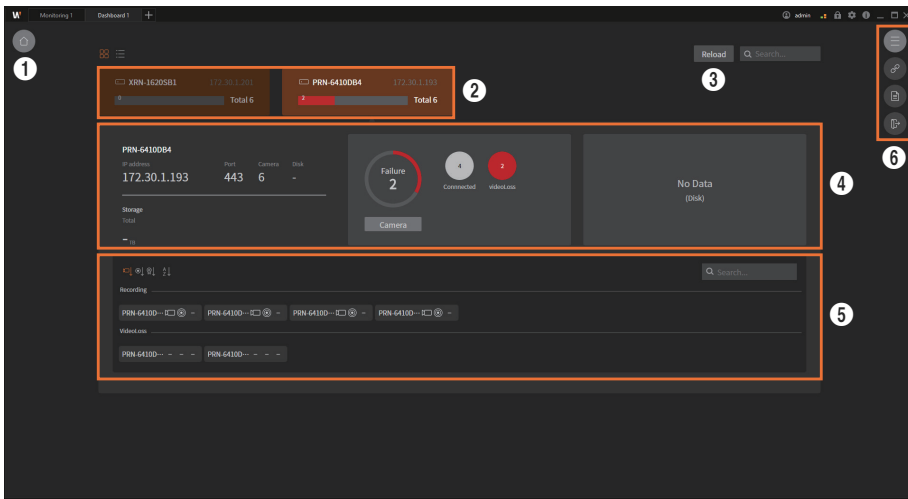 W Monitoring 1 Dashboard 1 admin
1
Reload Search...
3
XRN-1620SB1 172.30.1.201 PRN-6410DB4 172.30.1.193
0 Total 6 2 Total 6
2
6
PRN-6410DB4
IP address Port Camera Disk
172.30.1.193 443 6 -
Storage
Total
- TB
Failure
2
4 2
Connected videoLoss
Camera
No Data
(Disk)
4
Search...
Recording
PRN-6410D··· – PRN-6410D··· – PRN-6410D··· – PRN-6410D··· –
VideoLoss
PRN-6410D··· – – – PRN-6410D··· – – –
5